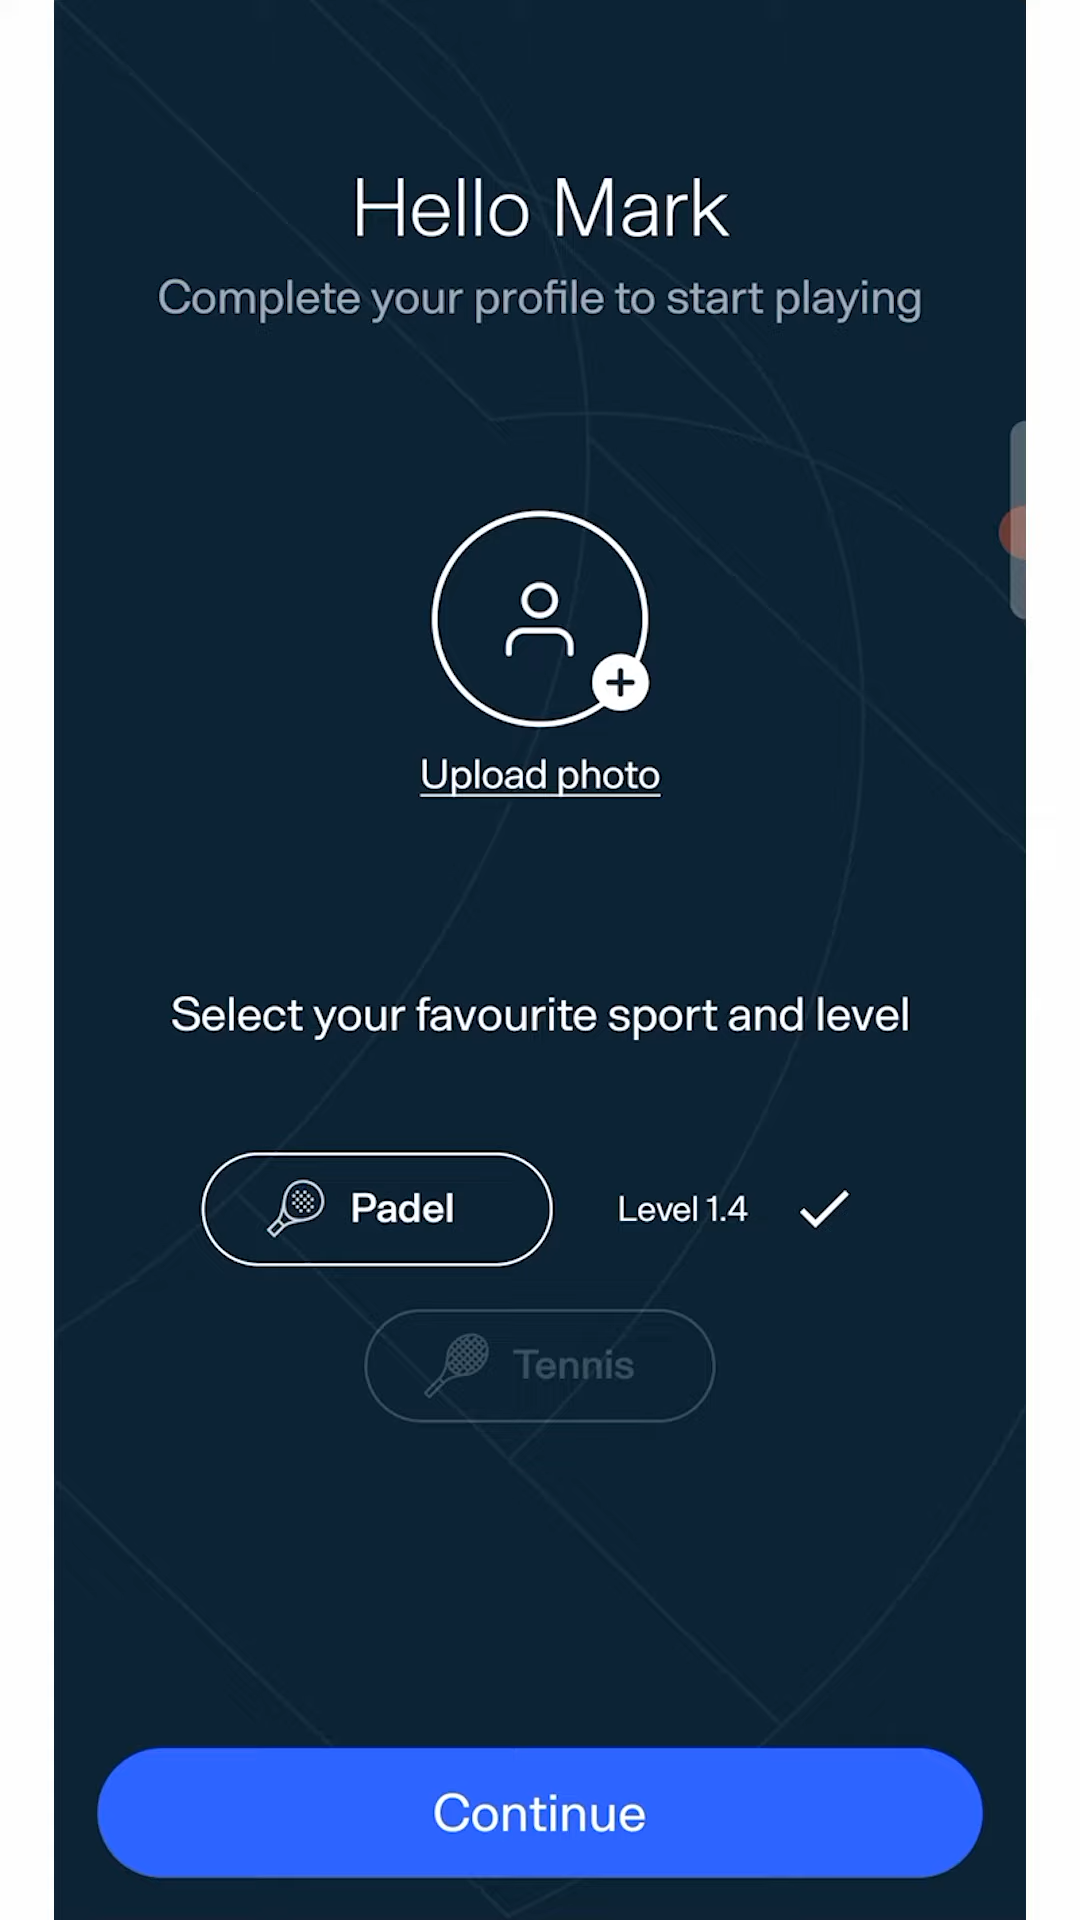 Hello Mark
Complete your profile to start playing
Upload photo
Select your favourite sport and level
Padel
Level 1.4
Tennis
Continue